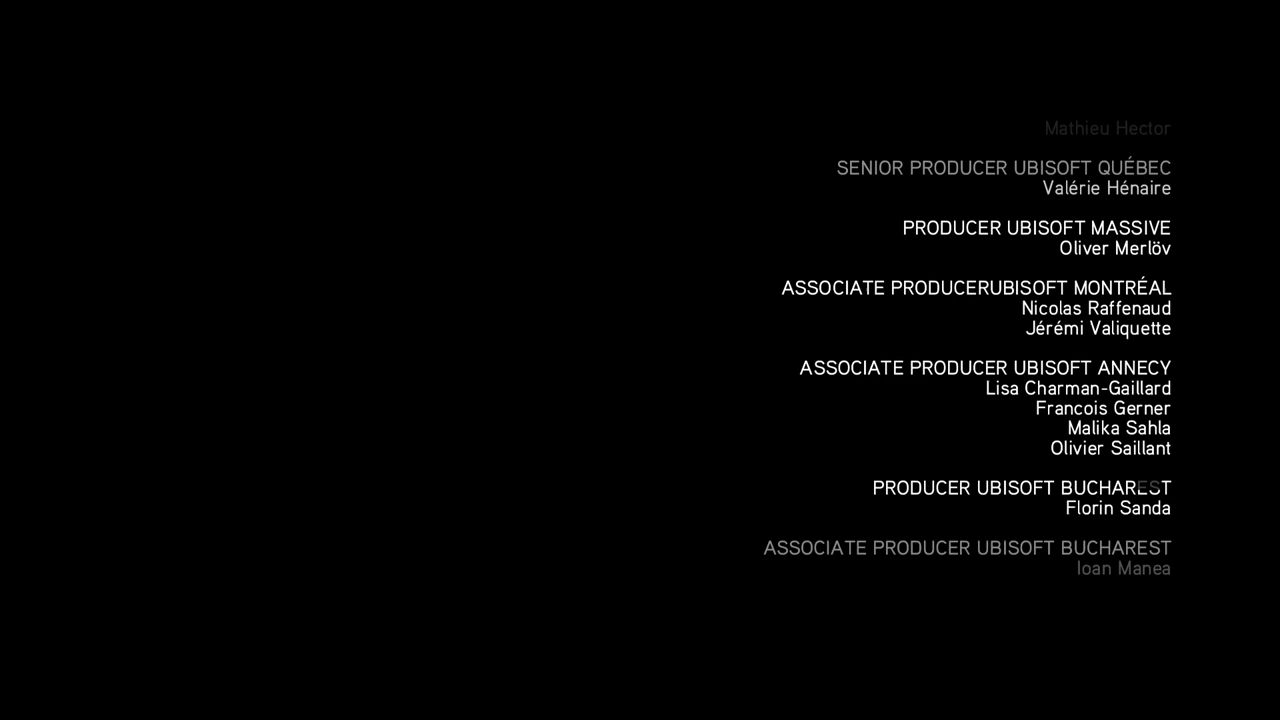 Mathieu Hector
SENIOR PRODUCER UBISOFT QUÉBEC
Valérie Hénaire
PRODUCER UBISOFT MASSIVE
Oliver Merlöv
ASSOCIATE PRODUCERUBISOFT MONTRÉAL
Nicolas Raffenaud
Jérémi Valiquette
ASSOCIATE PRODUCER UBISOFT ANNECY
Lisa Charman-Gaillard
Francois Gerner
Malika Sahla
Olivier Saillant
PRODUCER UBISOFT BUCHAREST
Florin Sanda
ASSOCIATE PRODUCER UBISOFT BUCHAREST
Ioan Manea